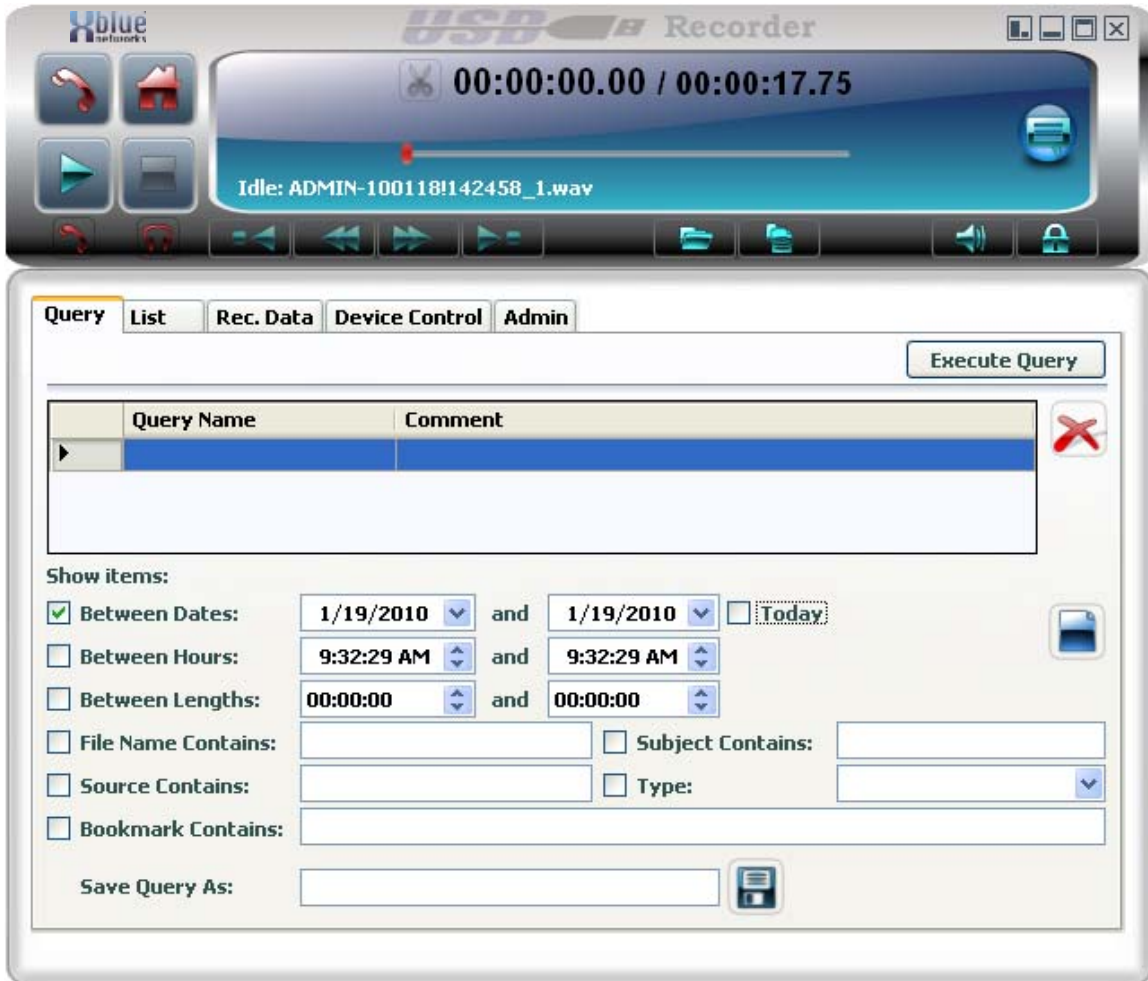 Xblue
networks
USB Recorder
00:00:00.00 / 00:00:17.75
Idle: ADMIN-100118!142458_1.wav
Query List Rec. Data Device Control Admin
Execute Query
Query Name Comment
Show items:
Between Dates: 1/19/2010 and 1/19/2010 Today
Between Hours: 9:32:29 AM and 9:32:29 AM
Between Lengths: 00:00:00 and 00:00:00
File Name Contains: Subject Contains:
Source Contains: Type:
Bookmark Contains:
Save Query As: